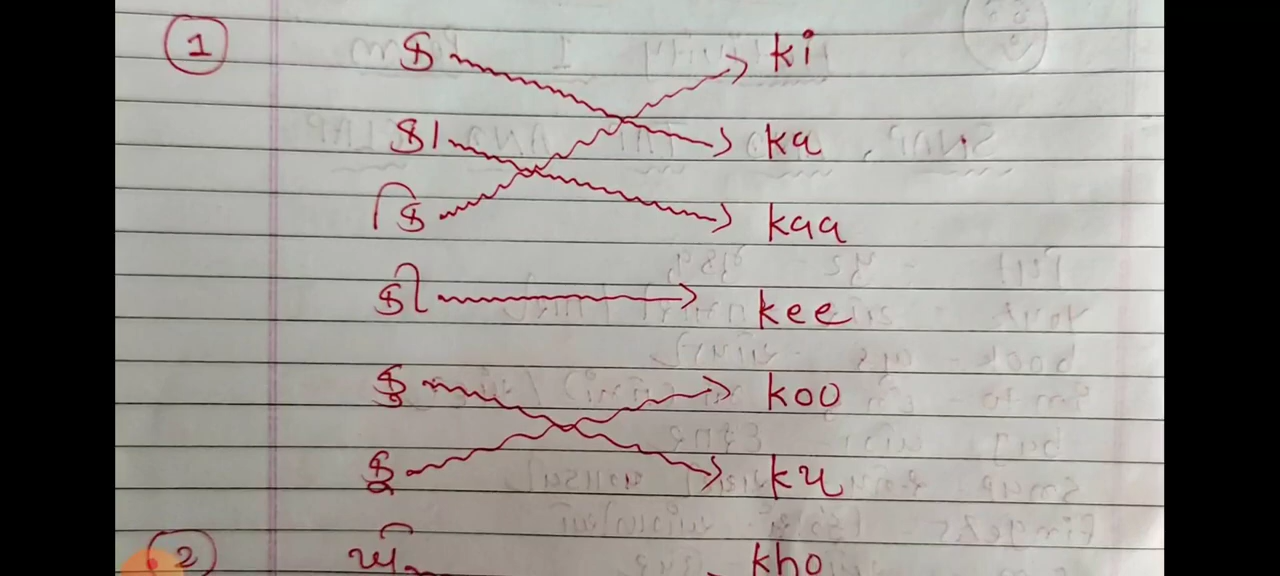 1 ક ki
કા ka
કિ kaa
કી kee
કુ koo
કૂ ku
2 kho